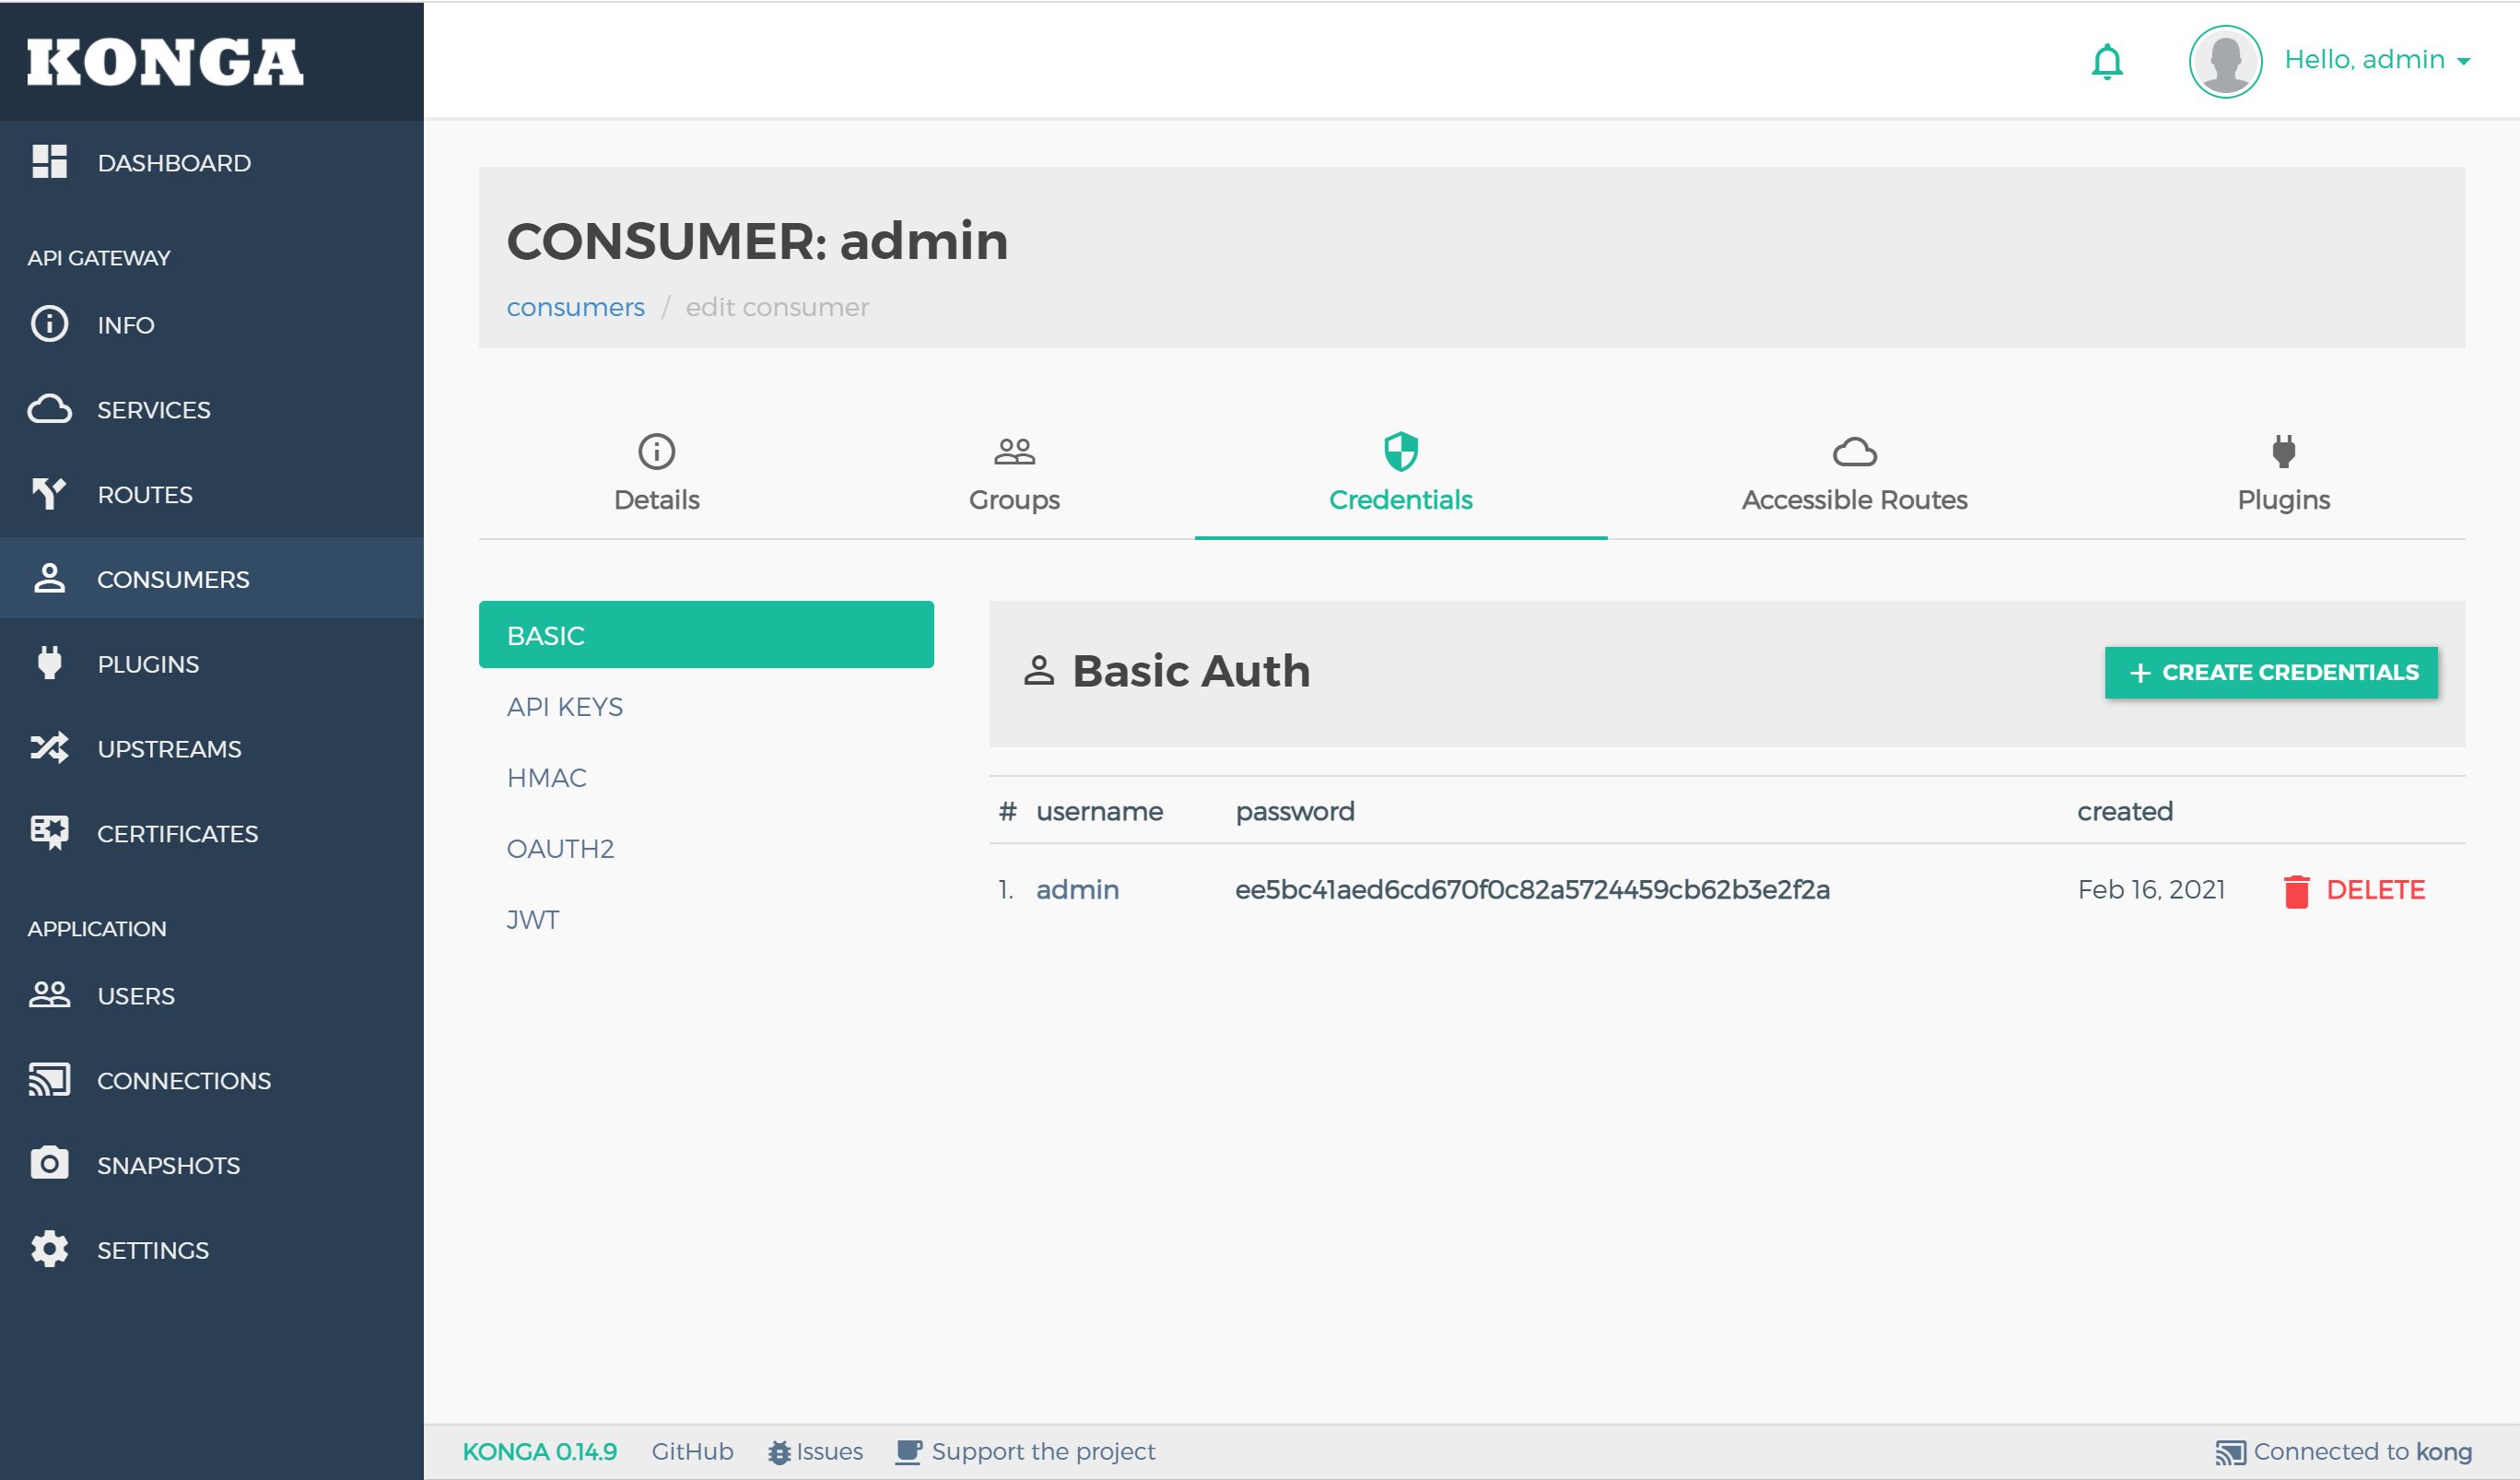 KONGA
Hello, admin
DASHBOARD
API GATEWAY
INFO
SERVICES
ROUTES
CONSUMERS
PLUGINS
UPSTREAMS
CERTIFICATES
APPLICATION
USERS
CONNECTIONS
SNAPSHOTS
SETTINGS
CONSUMER: admin
consumers / edit consumer
Details
Groups
Credentials
Accessible Routes
Plugins
BASIC
API KEYS
HMAC
OAUTH2
JWT
Basic Auth
+ CREATE CREDENTIALS
# username password created
1. admin ee5bc41aed6cd670f0c82a5724459cb62b3e2f2a Feb 16, 2021 DELETE
KONGA 0.14.9 GitHub Issues Support the project Connected to kong